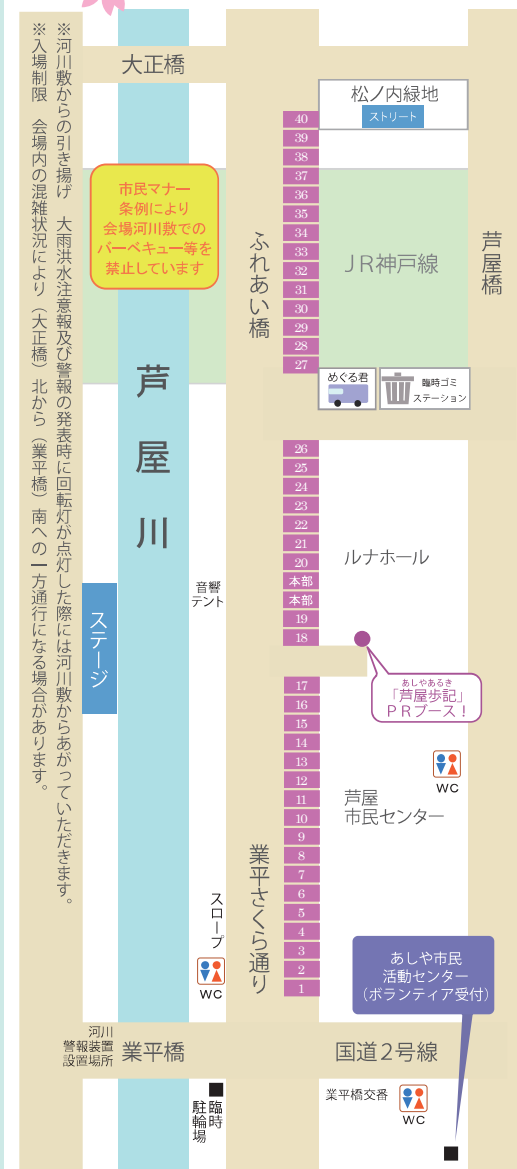 ※河川敷からの引き揚げ　大雨洪水注意報及び警報の発表時に回転灯が点灯した際には河川敷からあがっていただきます。
※入場制限　会場内の混雑状況により（大正橋）北から（業平橋）南への一方通行になる場合があります。
大正橋
松ノ内緑地
ストリート
市民マナー
条例により
会場河川敷での
バーベキュー等を
禁止しています
40
39
38
37
36
35
34
33
32
31
30
29
28
27
ふれあい橋
JR神戸線
芦屋橋
めぐる君
臨時ゴミ
ステーション
芦屋川
26
25
24
23
22
21
20
本部
本部
19
18
ルナホール
音響
テント
ステージ
あしやあるき
「芦屋歩記」
PRブース！
17
16
15
14
13
12
11
10
9
8
7
6
5
4
3
2
1
WC
芦屋
市民センター
業平さくら通り
スロープ
WC
あしや市民
活動センター
(ボランティア受付)
河川
警報装置
設置場所
業平橋
国道2号線
臨時
駐輪場
業平橋交番
WC